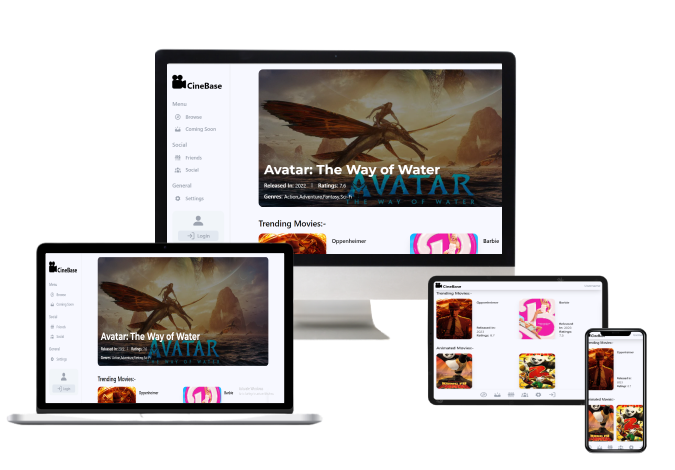 CineBase
Menu
Browse
Coming Soon
Social
Friends
Social
General
Settings
Login
Avatar: The Way of Water
Released In: 2022 | Ratings: 7.6
Genres: Action,Adventure,Fantasy,Sci-Fi
AVATAR
THE WAY OF WATER
Trending Movies:-
Oppenheimer
Barbie
CineBase
Menu
Browse
Coming Soon
Social
Friends
Social
General
Settings
Login
Avatar: The Way of Water
Released In: 2022 | Ratings: 7.6
Genres: Action,Adventure,Fantasy,Sci-Fi
AVATAR
THE WAY OF WATER
Trending Movies:-
Oppenheimer
Barbie
CineBase
Trending Movies:-
Oppenheimer
Released In:
2023
Ratings:
Barbie
Released
In: 2023
Ratings:
Animated Movies:-
Trending Movies:-
Oppenheimer
Released In:
2023
Animated Movies:-